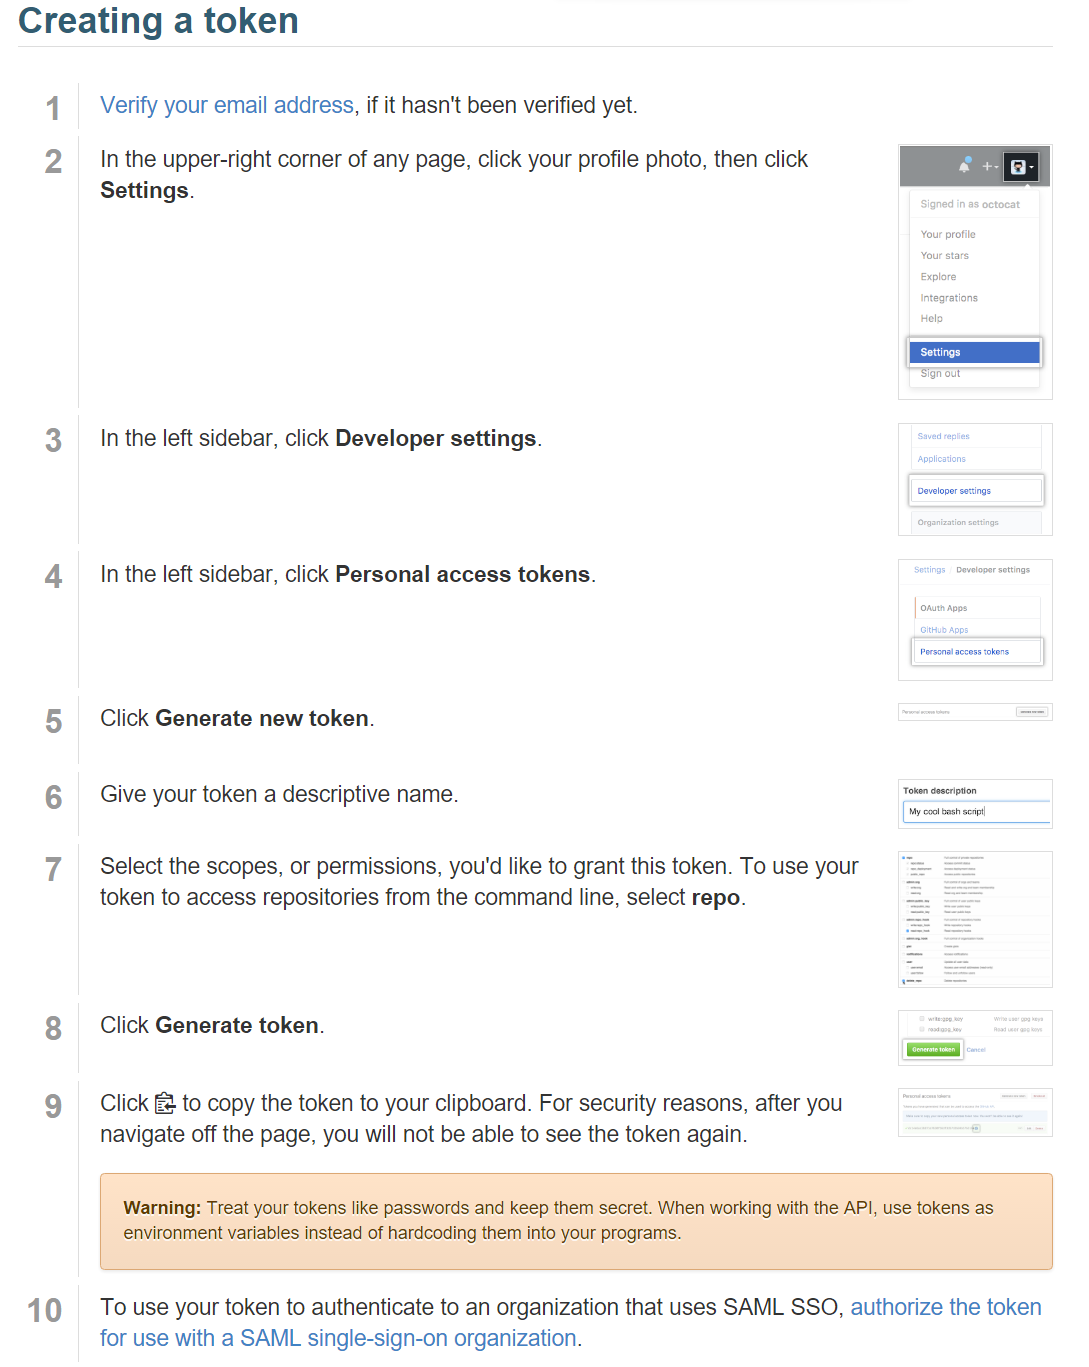 Creating a token
1
Verify your email address, if it hasn't been verified yet.
2
In the upper-right corner of any page, click your profile photo, then click
Settings.
Signed in as octocat
Your profile
Your stars
Explore
Integrations
Help
Settings
Sign out
3
In the left sidebar, click Developer settings.
Saved replies
Applications
Developer settings
Organization settings
4
In the left sidebar, click Personal access tokens.
Settings / Developer settings
OAuth Apps
GitHub Apps
Personal access tokens
5
Click Generate new token.
Personal access tokens
6
Give your token a descriptive name.
Token description
My cool bash script
7
Select the scopes, or permissions, you'd like to grant this token. To use your
token to access repositories from the command line, select repo.
8
Click Generate token.
write:gpg_key Write user gpg keys
read:gpg_key Read user gpg keys
Generate token Cancel
9
Click to copy the token to your clipboard. For security reasons, after you
navigate off the page, you will not be able to see the token again.
Personal access tokens
Warning: Treat your tokens like passwords and keep them secret. When working with the API, use tokens as
environment variables instead of hardcoding them into your programs.
10
To use your token to authenticate to an organization that uses SAML SSO, authorize the token
for use with a SAML single-sign-on organization.